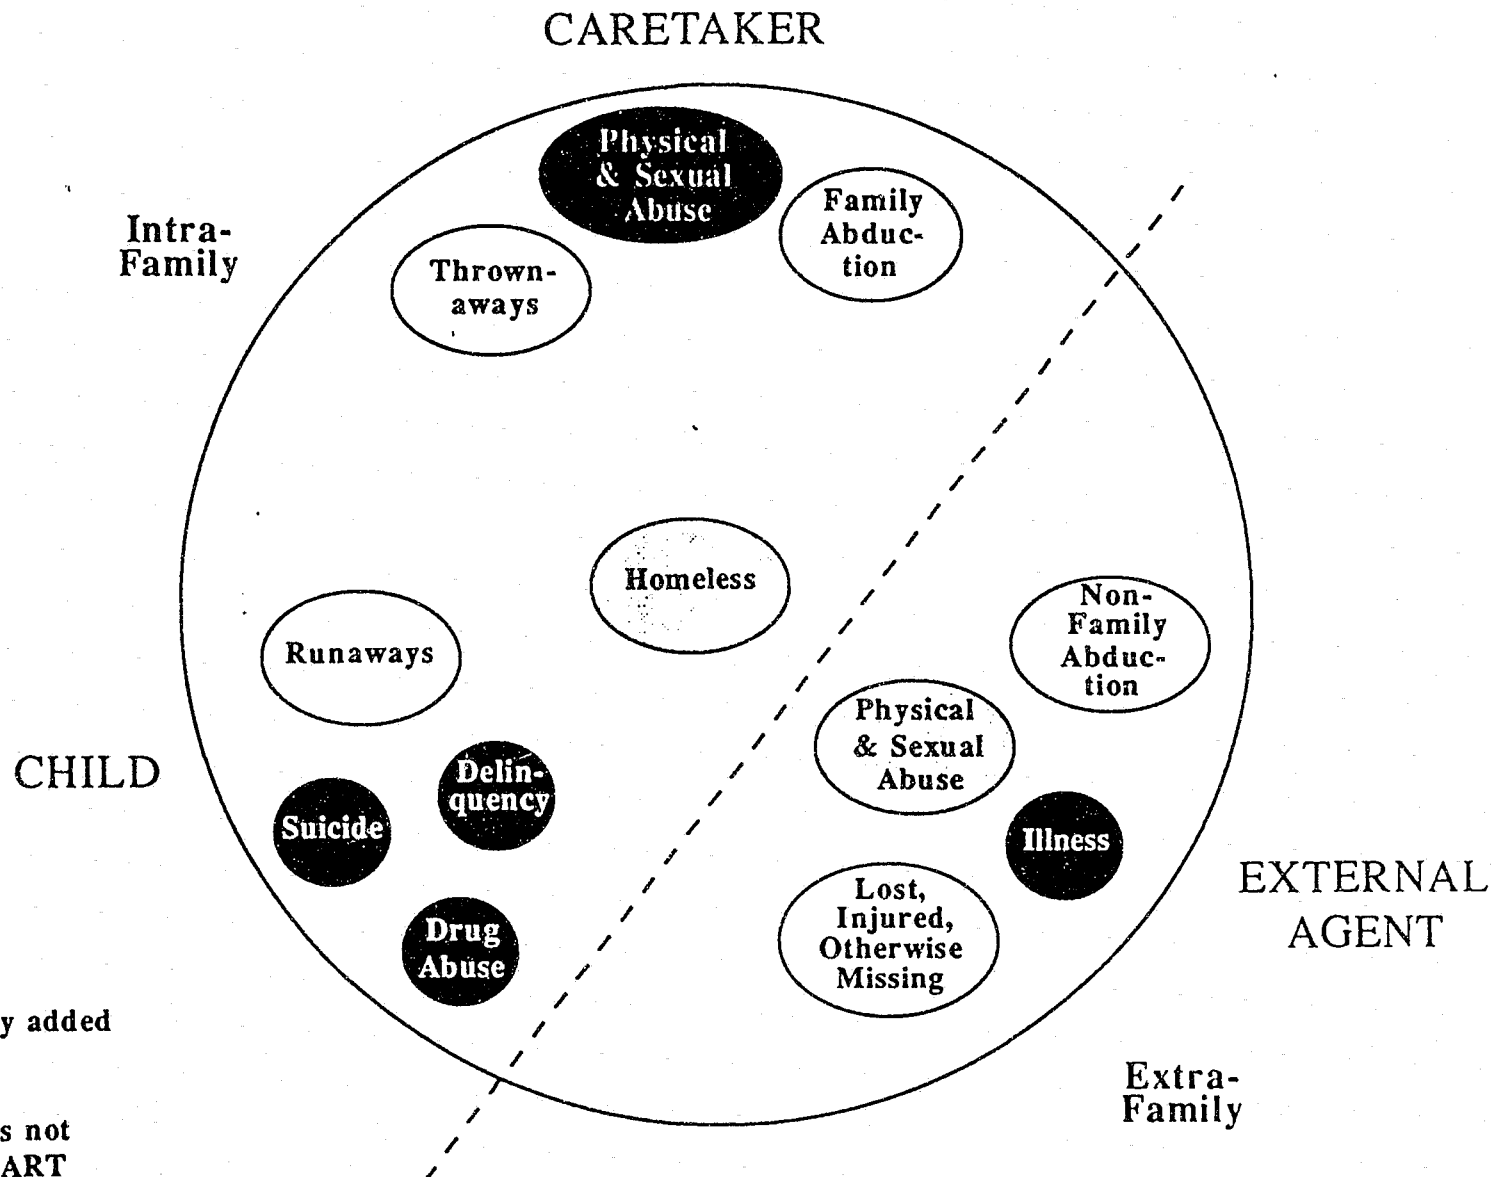 CARETAKER
Physical
& Sexual
Abuse
Family
Abduc-
tion
Intra-
Family
Thrown-
aways
Homeless
Runaways
Non-
Family
Abduc-
tion
Physical
& Sexual
Abuse
CHILD
Delin-
quency
Suicide
Illness
EXTERNAL
AGENT
Lost,
Injured,
Otherwise
Missing
Drug
Abuse
y added
Extra-
Family
s not
ART